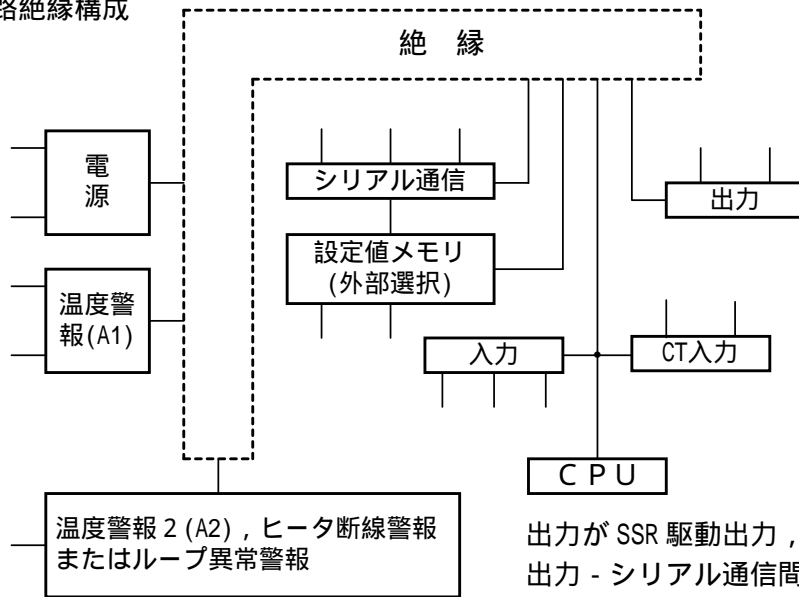 路絶縁構成
絶 縁
電
源
シリアル通信
出力
設定値メモリ
(外部選択)
温度警
報(A1)
入力
CT入力
ＣＰＵ
温度警報２(A2)，ヒータ断線警報
またはループ異常警報
出力が SSR 駆動出力，
出力 - シリアル通信間